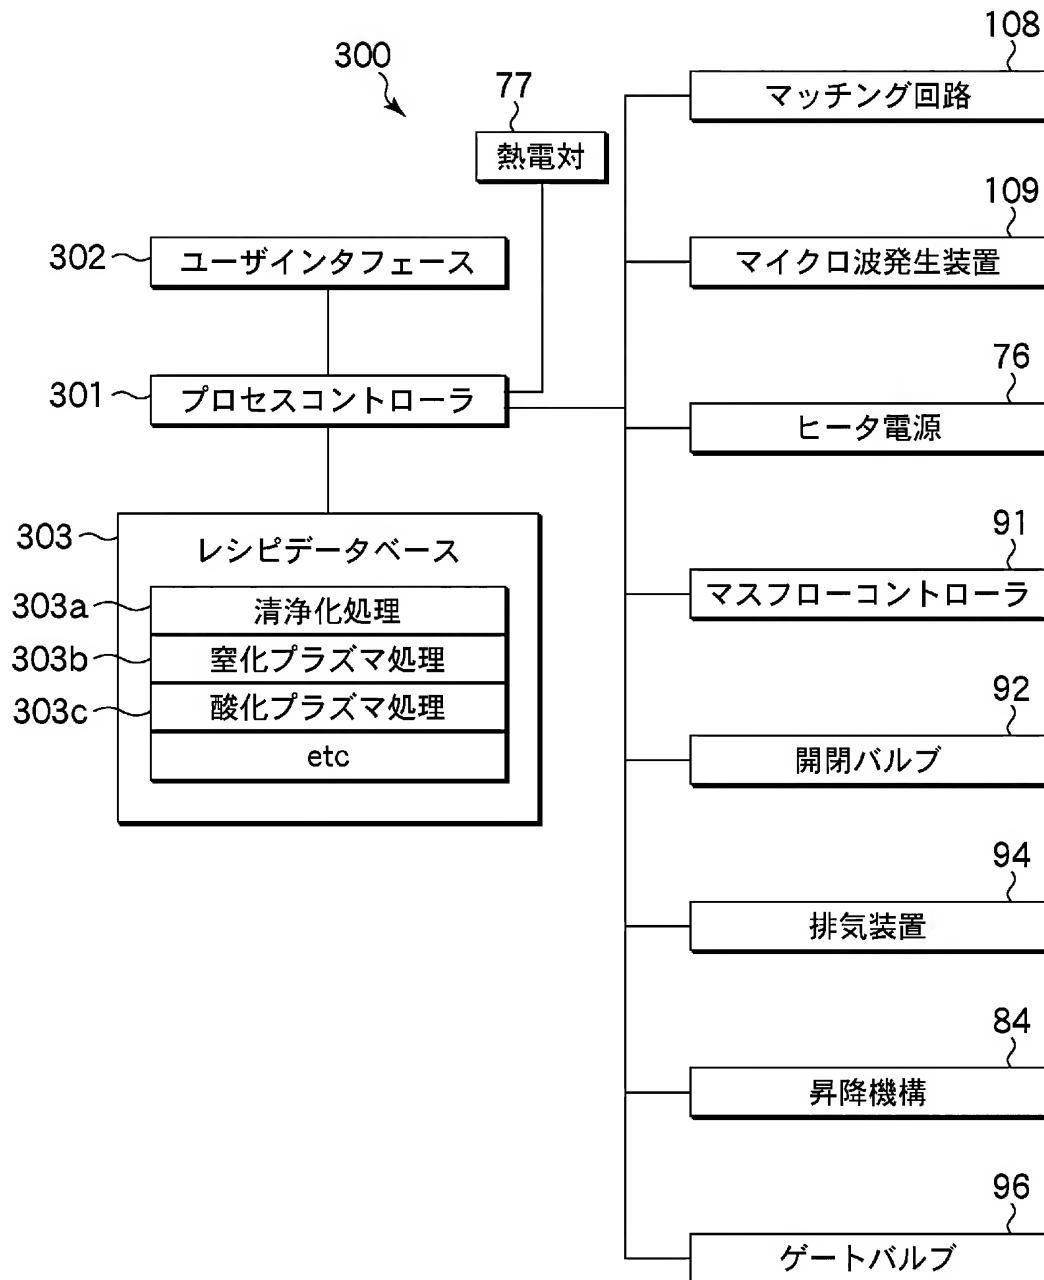 300
77
熱電対
302
ユーザインタフェース
301
プロセスコントローラ
303
レシピデータベース
303a
清浄化処理
303b
窒化プラズマ処理
303c
酸化プラズマ処理
etc
108
マッチング回路
109
マイクロ波発生装置
76
ヒータ電源
91
マスフローコントローラ
92
開閉バルブ
94
排気装置
84
昇降機構
96
ゲートバルブ